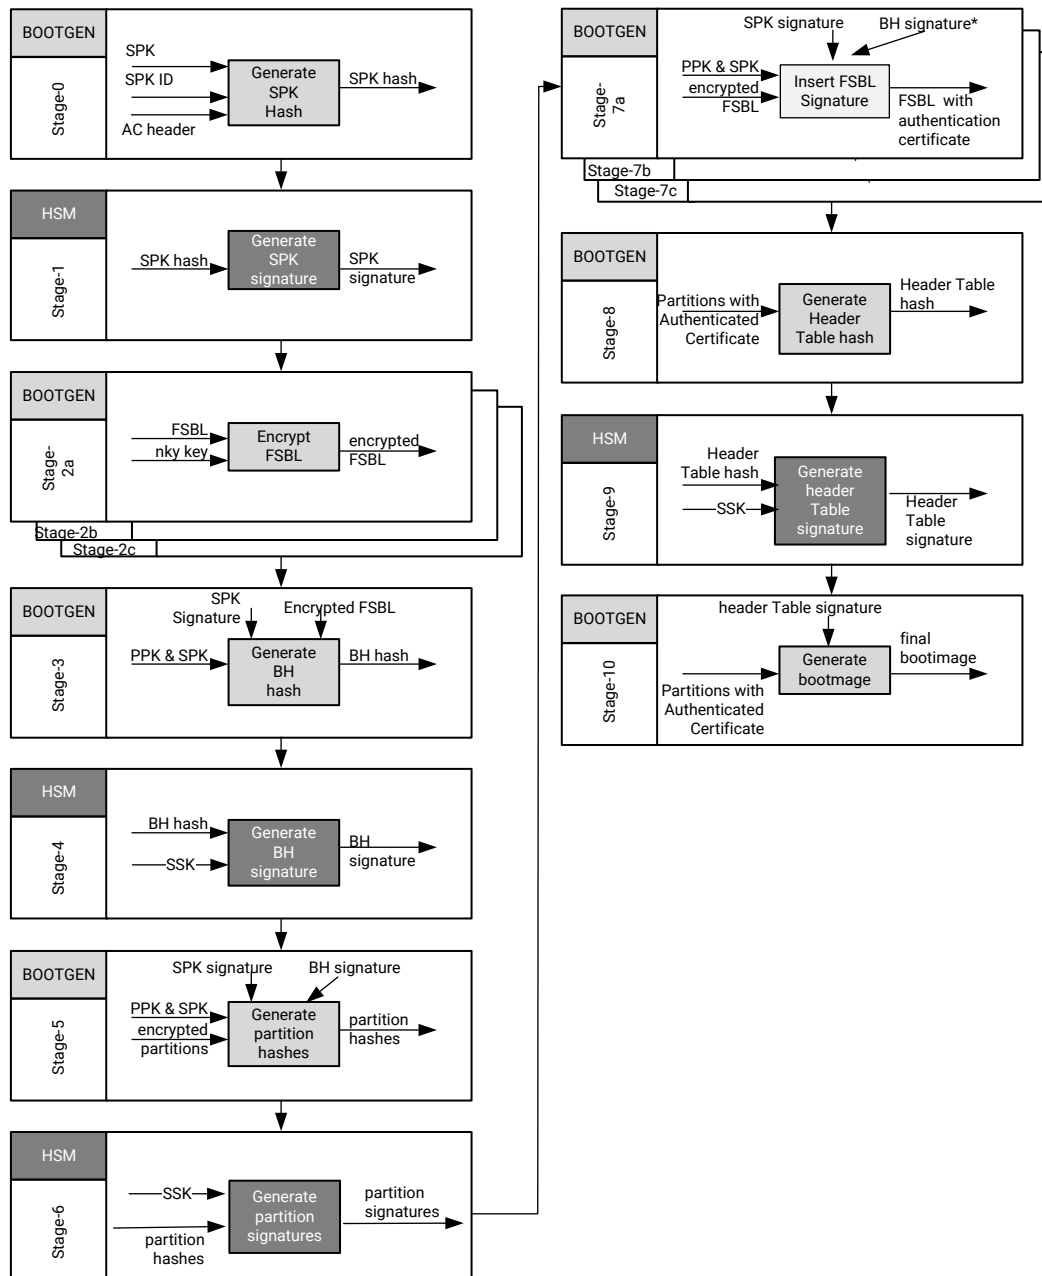 BOOTGEN
Stage-0
SPK
SPK ID
AC header
Generate
SPK
Hash
SPK hash
HSM
Stage-1
SPK hash
Generate
SPK
signature
SPK
signature
BOOTGEN
Stage-
2a
FSBL
nky key
Encrypt
FSBL
encrypted
FSBL
Stage-2b
Stage-2c
BOOTGEN
Stage-3
SPK
Signature
Encrypted FSBL
PPK & SPK
Generate
BH
hash
BH hash
HSM
Stage-4
BH hash
SSK
Generate
BH
signature
BH
signature
BOOTGEN
Stage-5
SPK signature
BH signature
PPK & SPK
encrypted
partitions
Generate
partition
hashes
partition
hashes
HSM
Stage-6
SSK
partition
hashes
Generate
partition
signatures
partition
signatures
BOOTGEN
Stage-
7a
SPK signature
BH signature*
PPK & SPK
encrypted
FSBL
Insert FSBL
Signature
FSBL with
authentication
certificate
Stage-7b
Stage-7c
BOOTGEN
Stage-8
Partitions with
Authenticated
Certificate
Generate
Header
Table hash
Header Table
hash
HSM
Stage-9
Header
Table hash
SSK
Generate
header
Table
signature
Header
Table
signature
BOOTGEN
Stage-10
header Table signature
Partitions with
Authenticated
Certificate
Generate
bootmage
final
bootimage